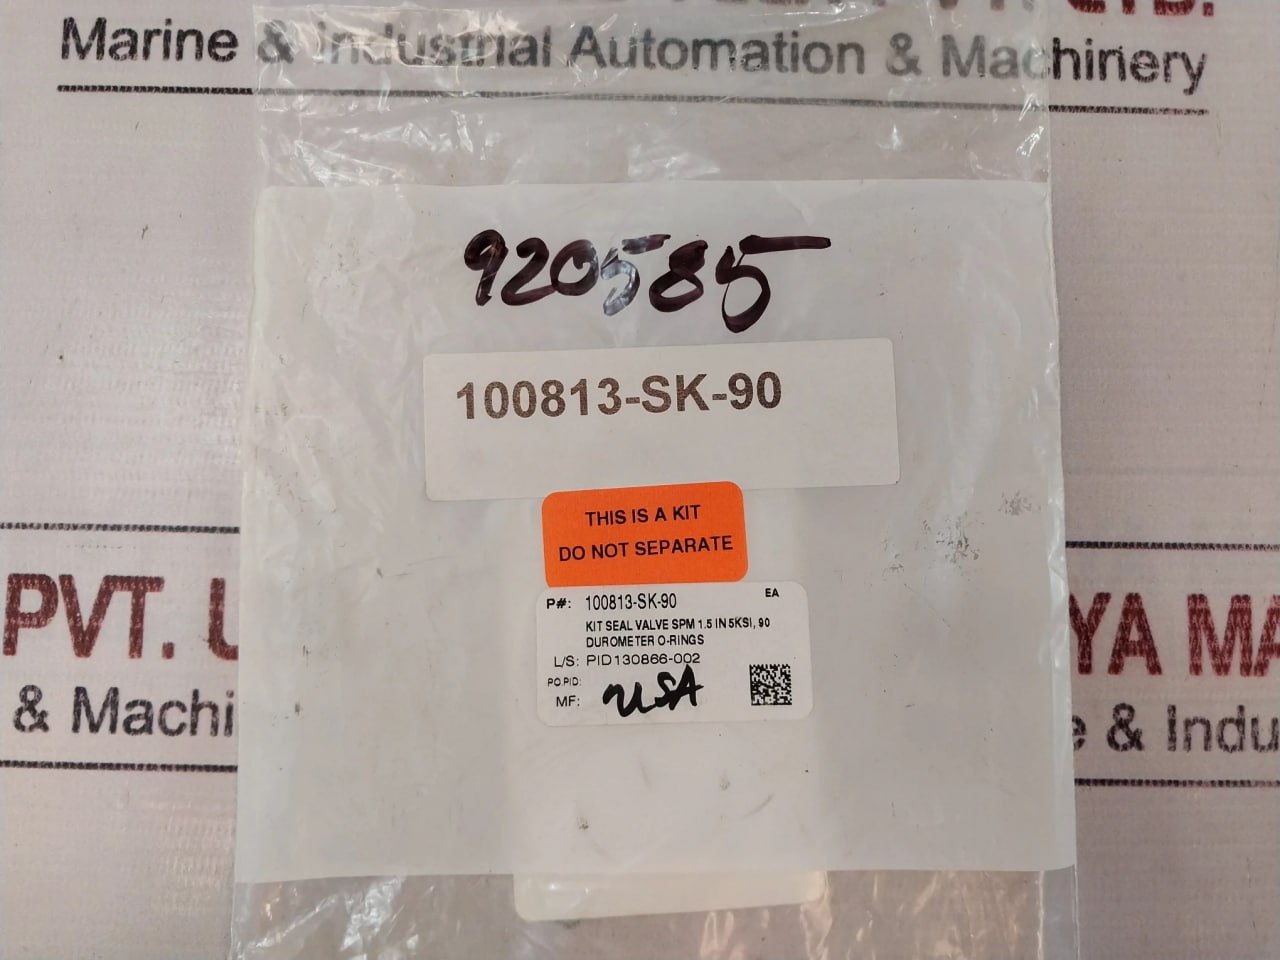 PVT. LTD.
Marine & Industrial Automation & Machinery
920585
100813-SK-90
THIS IS A KIT
DO NOT SEPARATE
P#: 100813-SK-90 EA
KIT SEAL VALVE SPM 1.5 IN 5KSI, 90
DUROMETER O-RINGS
L/S: PID130866-002
PO PID:
MF: USA
PVT. L
& Machi
YA MA
e & Indu